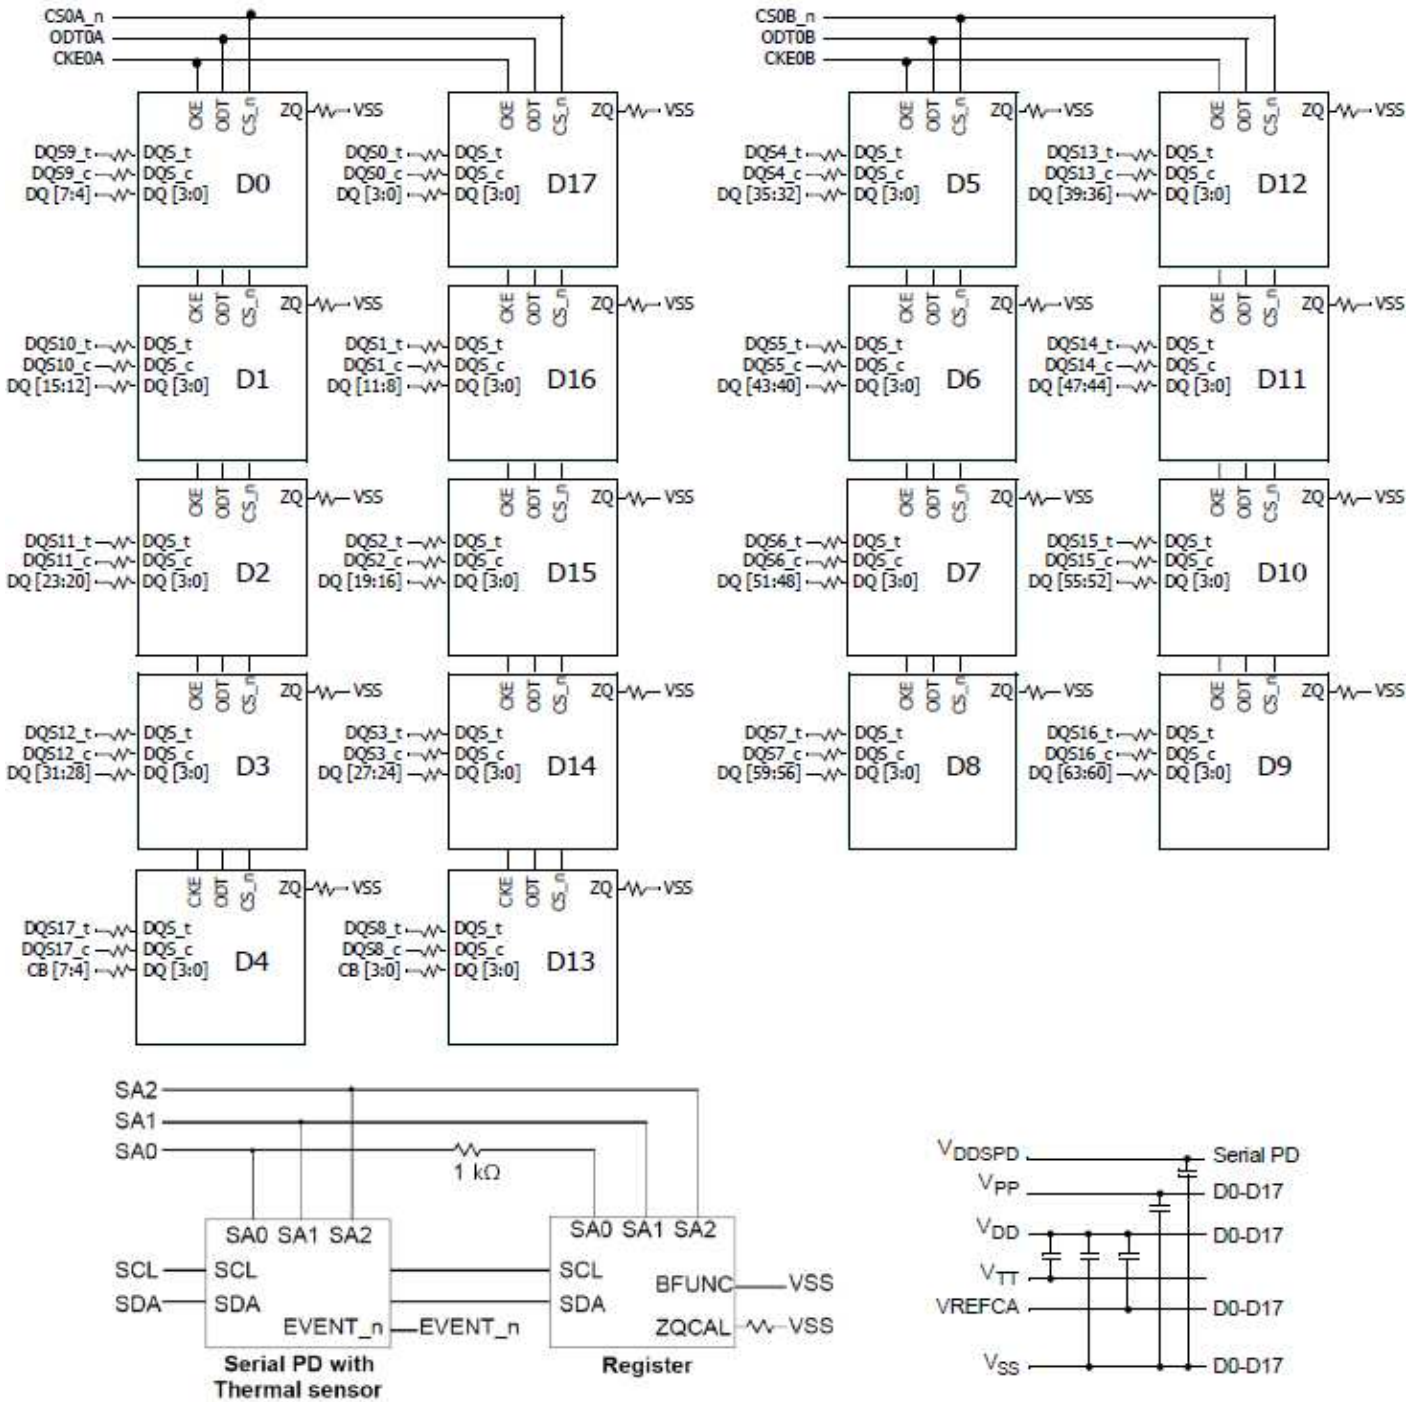 CS0A_n
ODT0A
CKE0A
CS0B_n
ODT0B
CKE0B
CKE ODT CS_n ZQ VSS
DQS9_t DQS_t
DQS9_c DQS_c
DQ [7:4] DQ [3:0]
D0
CKE ODT CS_n ZQ VSS
DQS0_t DQS_t
DQS0_c DQS_c
DQ [3:0] DQ [3:0]
D17
CKE ODT CS_n ZQ VSS
DQS4_t DQS_t
DQS4_c DQS_c
DQ [35:32] DQ [3:0]
D5
CKE ODT CS_n ZQ VSS
DQS13_t DQS_t
DQS13_c DQS_c
DQ [39:36] DQ [3:0]
D12
CKE ODT CS_n ZQ VSS
DQS10_t DQS_t
DQS10_c DQS_c
DQ [15:12] DQ [3:0]
D1
CKE ODT CS_n ZQ VSS
DQS1_t DQS_t
DQS1_c DQS_c
DQ [11:8] DQ [3:0]
D16
CKE ODT CS_n ZQ VSS
DQS5_t DQS_t
DQS5_c DQS_c
DQ [43:40] DQ [3:0]
D6
CKE ODT CS_n ZQ VSS
DQS14_t DQS_t
DQS14_c DQS_c
DQ [47:44] DQ [3:0]
D11
CKE ODT CS_n ZQ VSS
DQS11_t DQS_t
DQS11_c DQS_c
DQ [23:20] DQ [3:0]
D2
CKE ODT CS_n ZQ VSS
DQS2_t DQS_t
DQS2_c DQS_c
DQ [19:16] DQ [3:0]
D15
CKE ODT CS_n ZQ VSS
DQS6_t DQS_t
DQS6_c DQS_c
DQ [51:48] DQ [3:0]
D7
CKE ODT CS_n ZQ VSS
DQS15_t DQS_t
DQS15_c DQS_c
DQ [55:52] DQ [3:0]
D10
CKE ODT CS_n ZQ VSS
DQS12_t DQS_t
DQS12_c DQS_c
DQ [31:28] DQ [3:0]
D3
CKE ODT CS_n ZQ VSS
DQS3_t DQS_t
DQS3_c DQS_c
DQ [27:24] DQ [3:0]
D14
CKE ODT CS_n ZQ VSS
DQS7_t DQS_t
DQS7_c DQS_c
DQ [59:56] DQ [3:0]
D8
CKE ODT CS_n ZQ VSS
DQS16_t DQS_t
DQS16_c DQS_c
DQ [63:60] DQ [3:0]
D9
CKE ODT CS_n ZQ VSS
DQS17_t DQS_t
DQS17_c DQS_c
CB [7:4] DQ [3:0]
D4
CKE ODT CS_n ZQ VSS
DQS8_t DQS_t
DQS8_c DQS_c
CB [3:0] DQ [3:0]
D13
SA2
SA1
SA0
1 kΩ
SA0 SA1 SA2
SCL SCL
SDA SDA
EVENT_n EVENT_n
Serial PD with
Thermal sensor
SA0 SA1 SA2
SCL
SDA
BFUNC VSS
ZQCAL VSS
Register
VDDSPD Serial PD
VPP D0-D17
VDD D0-D17
VTT
VREFCA D0-D17
VSS D0-D17